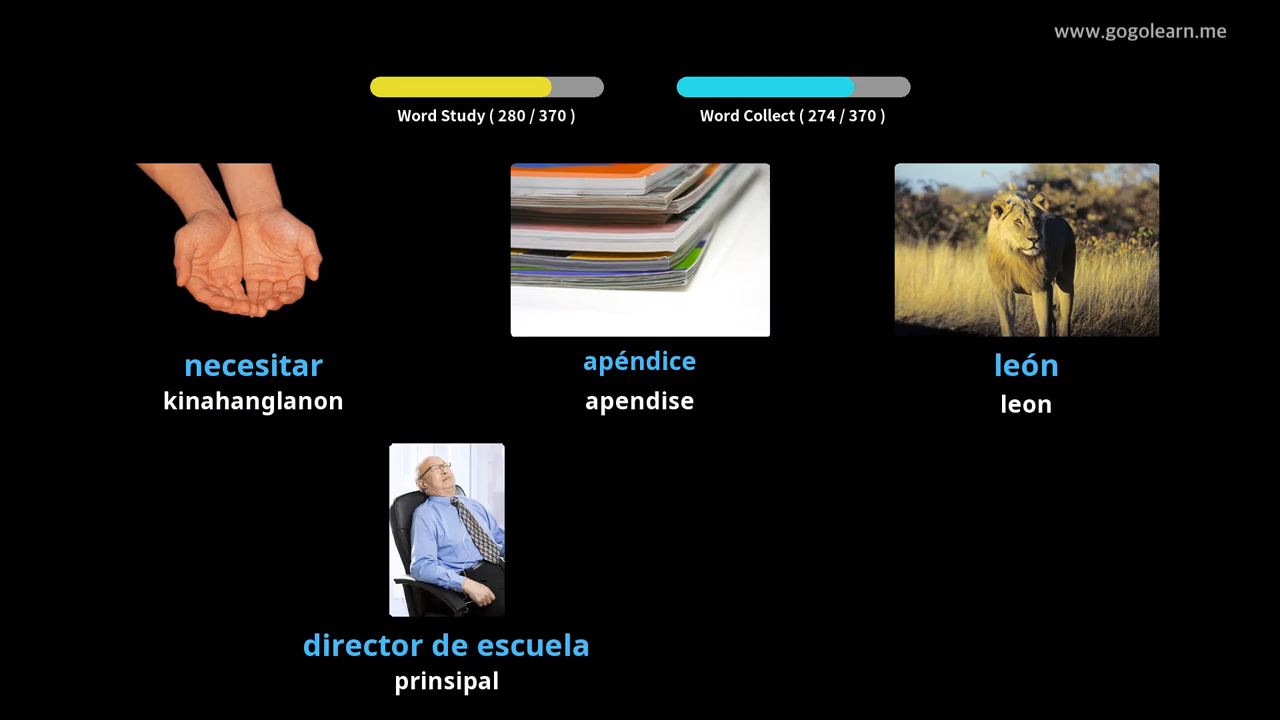 www.gogolearn.me
Word Study ( 280 / 370 )
Word Collect ( 274 / 370 )
necesitar
kinahanglanon
apéndice
apendise
león
leon
director de escuela
prinsipal